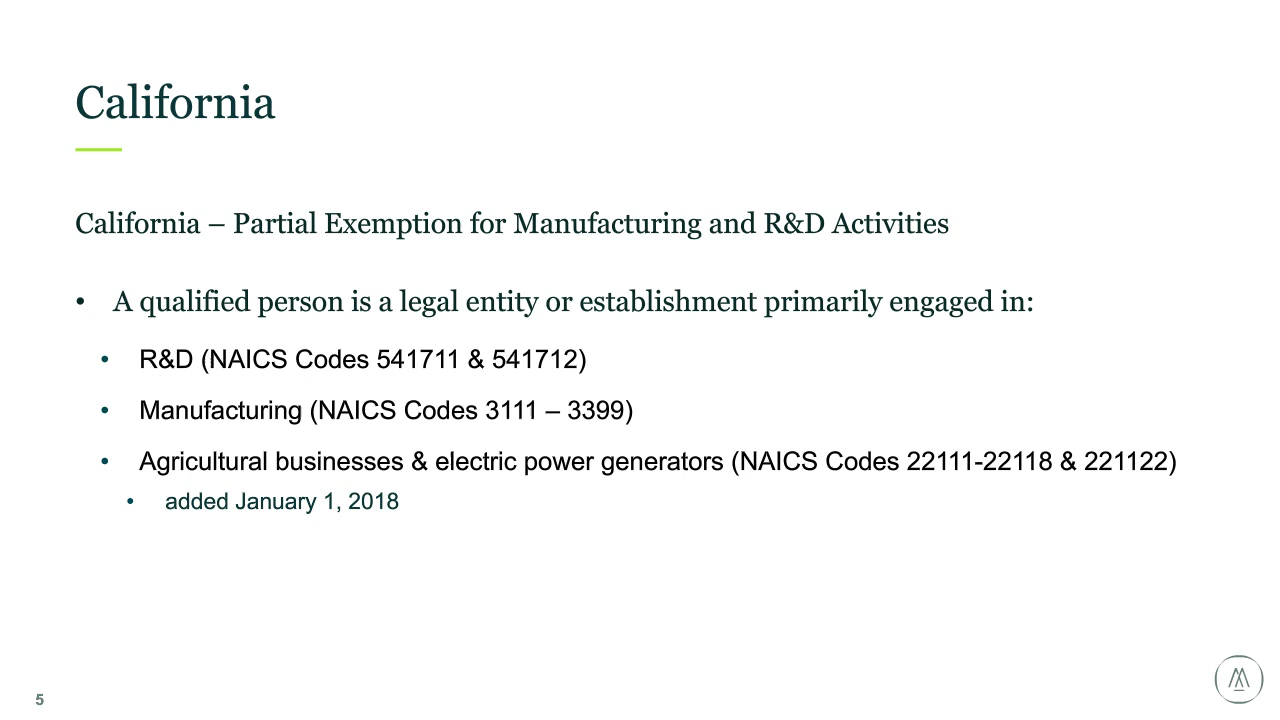 California
California – Partial Exemption for Manufacturing and R&D Activities
• A qualified person is a legal entity or establishment primarily engaged in:
• R&D (NAICS Codes 541711 & 541712)
• Manufacturing (NAICS Codes 3111 – 3399)
• Agricultural businesses & electric power generators (NAICS Codes 22111-22118 & 221122)
• added January 1, 2018
5